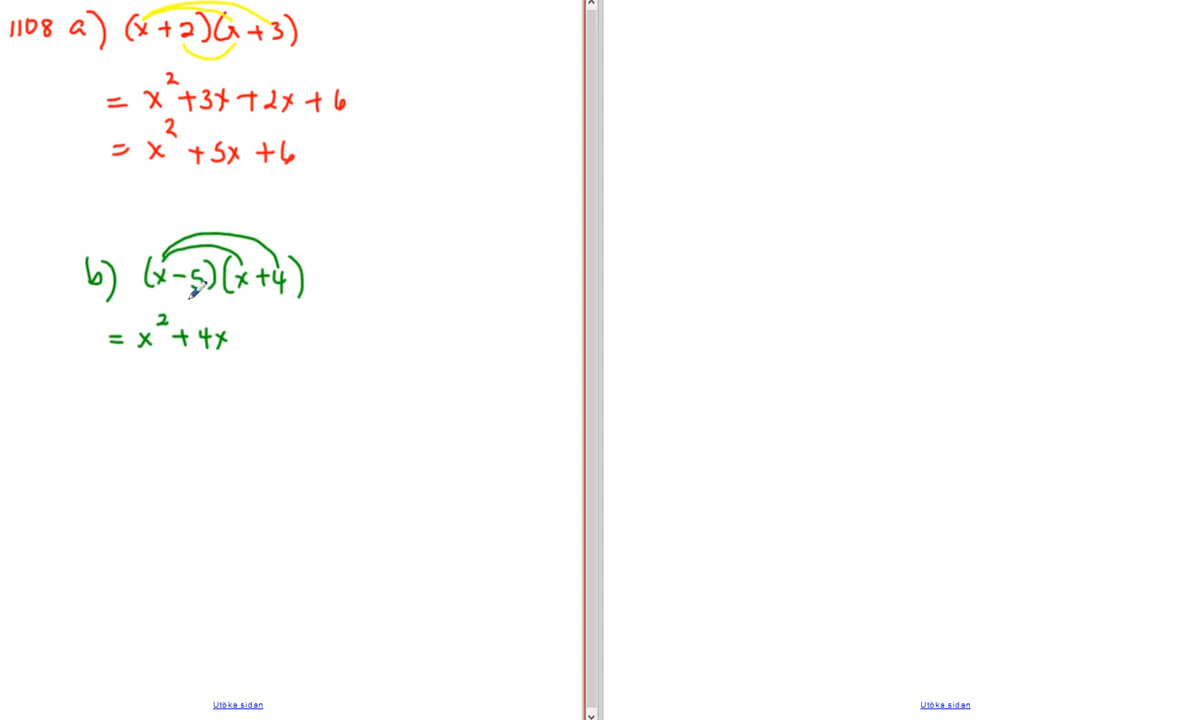 1108 a) (x + 2)(x + 3)
= x² + 3x + 2x + 6
= x² + 5x + 6
b) (x - 5)(x + 4)
= x² + 4x
Utöka sidan
Utöka sidan